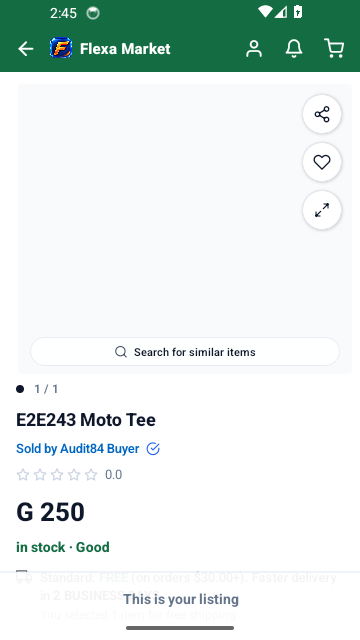 2:45
Flexa Market
Search for similar items
1 / 1
E2E243 Moto Tee
Sold by Audit84 Buyer
0.0
G 250
in stock · Good
Standard: FREE (on orders $30.00+). Faster delivery
in 2 BUSINESS
This is your listing